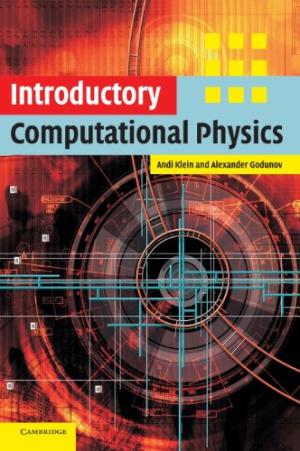 Introductory
Computational Physics
Andi Klein and Alexander Godunov
CAMBRIDGE